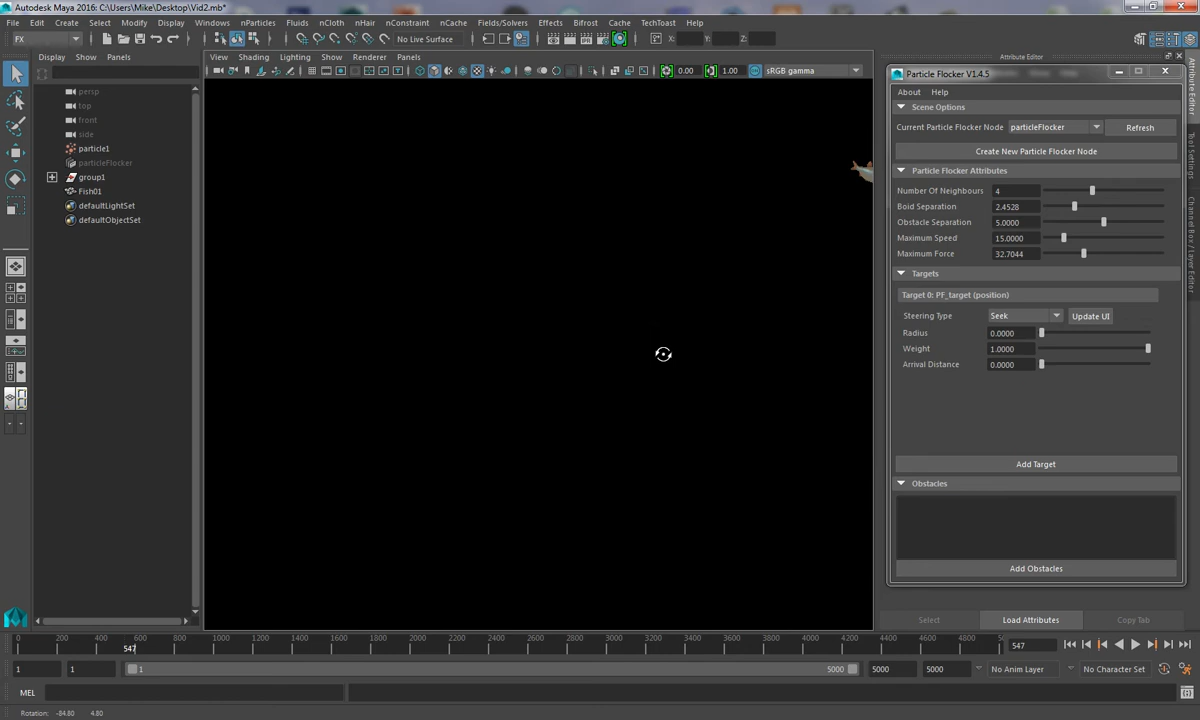 Autodesk Maya 2016: C:\Users\Mike\Desktop\Vid2.mb*
File Edit Create Select Modify Display Windows nParticles Fluids nCloth nHair nConstraint nCache Fields/Solvers Effects Bifrost Cache TechToast Help
FX No Live Surface X: Y: Z:
Display Show Panels
View Shading Lighting Show Renderer Panels
0.00 1.00 sRGB gamma
persp
top
front
side
particle1
particleFlocker
group1
Fish01
defaultLightSet
defaultObjectSet
Attribute Editor
Particle Flocker V1.4.5
About Help
Scene Options
Current Particle Flocker Node particleFlocker Refresh
Create New Particle Flocker Node
Particle Flocker Attributes
Number Of Neighbours 4
Boid Separation 2.4528
Obstacle Separation 5.0000
Maximum Speed 15.0000
Maximum Force 32.7044
Targets
Target 0: PF_target (position)
Steering Type Seek Update UI
Radius 0.0000
Weight 1.0000
Arrival Distance 0.0000
Add Target
Obstacles
Add Obstacles
Select Load Attributes Copy Tab
Attribute Editor
Tool Settings
Channel Box / Layer Editor
0 200 400 600 800 1000 1200 1400 1600 1800 2000 2200 2400 2600 2800 3000 3200 3400 3600 3800 4000 4200 4400 4600 4800
547 547
1 1 1 5000 5000 5000 No Anim Layer No Character Set
MEL
Rotation: -84.80 4.80